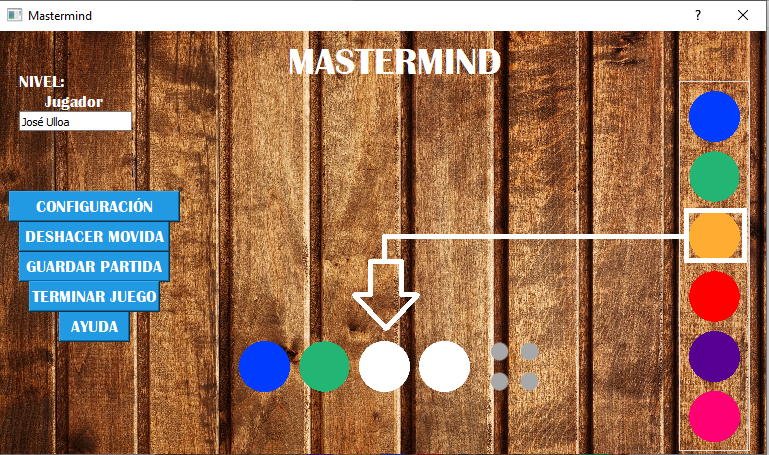 Mastermind
?
MASTERMIND
NIVEL:
Jugador
José Ulloa
CONFIGURACIÓN
DESHACER MOVIDA
GUARDAR PARTIDA
TERMINAR JUEGO
AYUDA